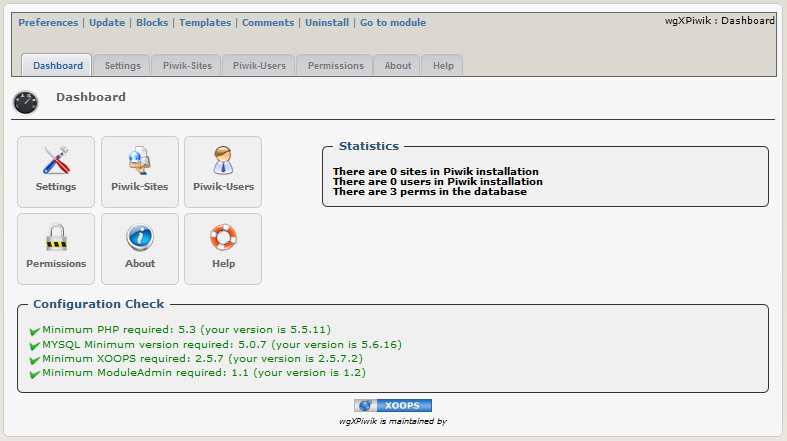 Preferences | Update | Blocks | Templates | Comments | Uninstall | Go to module
wgXPiwik : Dashboard
Dashboard Settings Piwik-Sites Piwik-Users Permissions About Help
Dashboard
Settings Piwik-Sites Piwik-Users
Permissions About Help
Statistics
There are 0 sites in Piwik installation
There are 0 users in Piwik installation
There are 3 perms in the database
Configuration Check
Minimum PHP required: 5.3 (your version is 5.5.11)
MYSQL Minimum version required: 5.0.7 (your version is 5.6.16)
Minimum XOOPS required: 2.5.7 (your version is 2.5.7.2)
Minimum ModuleAdmin required: 1.1 (your version is 1.2)
XOOPS
wgXPiwik is maintained by